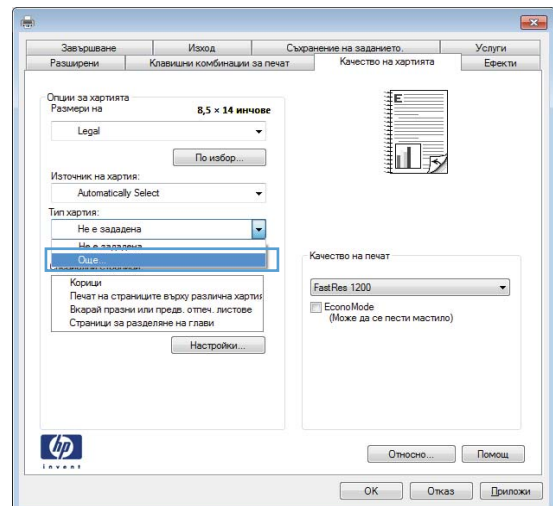 Завършване Изход Съхранение на заданието. Услуги
Разширени Клавишни комбинации за печат Качество на хартията Ефекти
Опции за хартията
Размери на 8,5 × 14 инчове
Legal
По избор...
Източник на хартия:
Automatically Select
Тип хартия:
Не е зададена
Не е зададена
Още...
Корици
Печат на страниците върху различна хартия
Вкарай празни или предв. отпеч. листове
Страници за разделяне на глави
Настройки...
E
Качество на печат
FastRes 1200
EconoMode
(Може да се пести мастило)
hp
invent
Относно... Помощ
OK Отказ Приложи